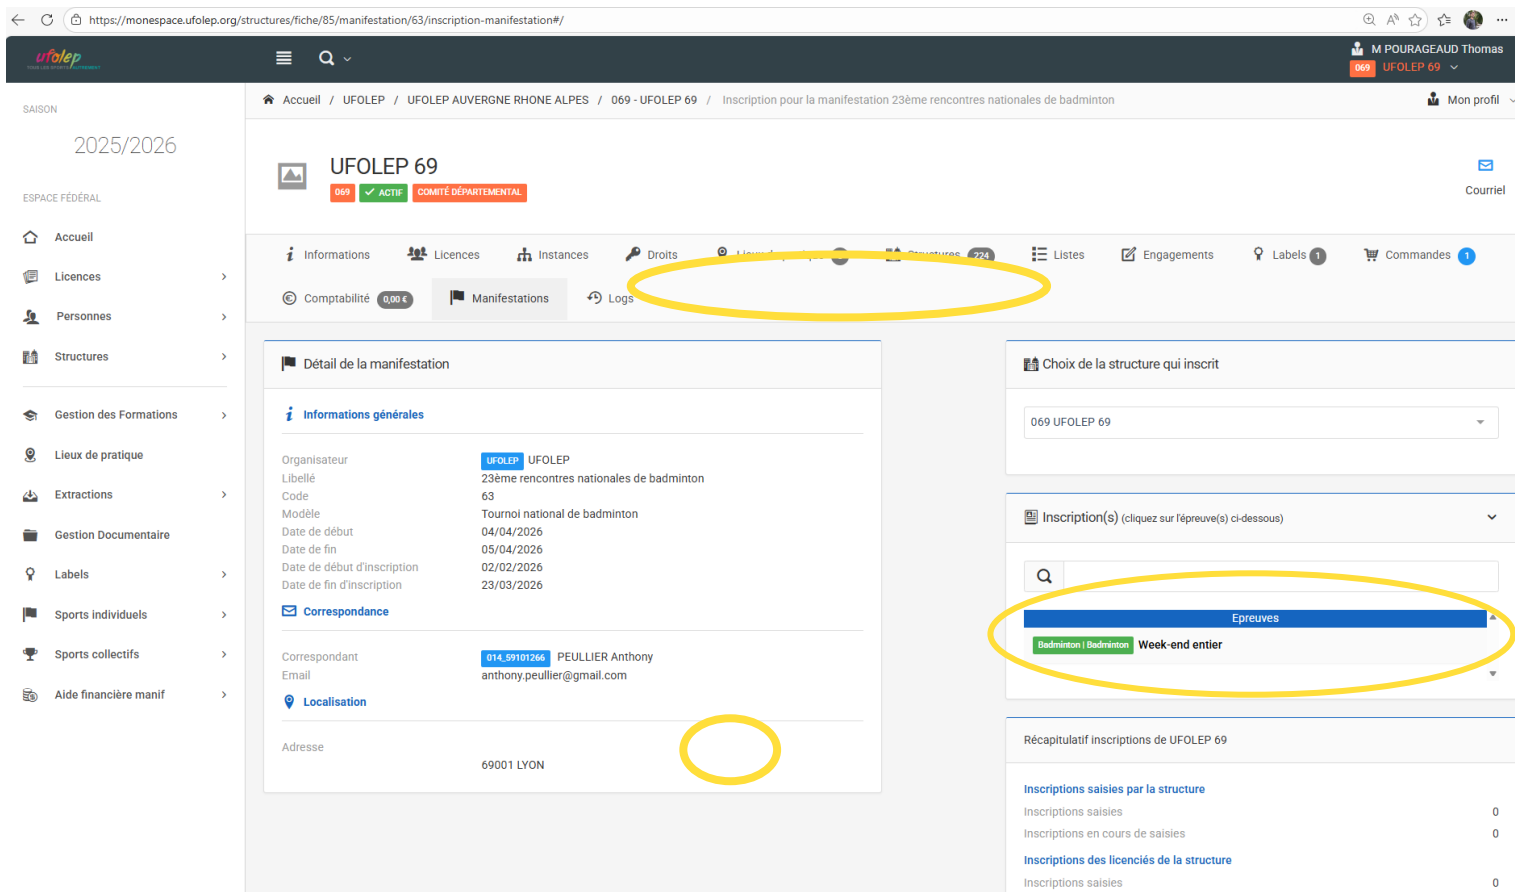 https://monespace.ufolep.org/structures/fiche/85/manifestation/63/inscription-manifestation#/
ufolep
TOUS LES SPORTS AUTREMENT
M POURAGEAUD Thomas
069 UFOLEP 69
SAISON
2025/2026
ESPACE FÉDÉRAL
Accueil
Licences
Personnes
Structures
Gestion des Formations
Lieux de pratique
Extractions
Gestion Documentaire
Labels
Sports individuels
Sports collectifs
Aide financière manif
Accueil / UFOLEP / UFOLEP AUVERGNE RHONE ALPES / 069 - UFOLEP 69 / Inscription pour la manifestation 23ème rencontres nationales de badminton
Mon profil
UFOLEP 69
069 ACTIF COMITÉ DÉPARTEMENTAL
Courriel
Informations Licences Instances Droits Structures 224 Listes Engagements Labels 1 Commandes 1
Comptabilité 0,00 € Manifestations Logs
Détail de la manifestation
Informations générales
Organisateur UFOLEP UFOLEP
Libellé 23ème rencontres nationales de badminton
Code 63
Modèle Tournoi national de badminton
Date de début 04/04/2026
Date de fin 05/04/2026
Date de début d'inscription 02/02/2026
Date de fin d'inscription 23/03/2026
Correspondance
Correspondant 014_59101266 PEULLIER Anthony
Email anthony.peullier@gmail.com
Localisation
Adresse
69001 LYON
Choix de la structure qui inscrit
069 UFOLEP 69
Inscription(s) (cliquez sur l'épreuve(s) ci-dessous)
Epreuves
Badminton | Badminton Week-end entier
Récapitulatif inscriptions de UFOLEP 69
Inscriptions saisies par la structure
Inscriptions saisies 0
Inscriptions en cours de saisies 0
Inscriptions des licenciés de la structure
Inscriptions saisies 0